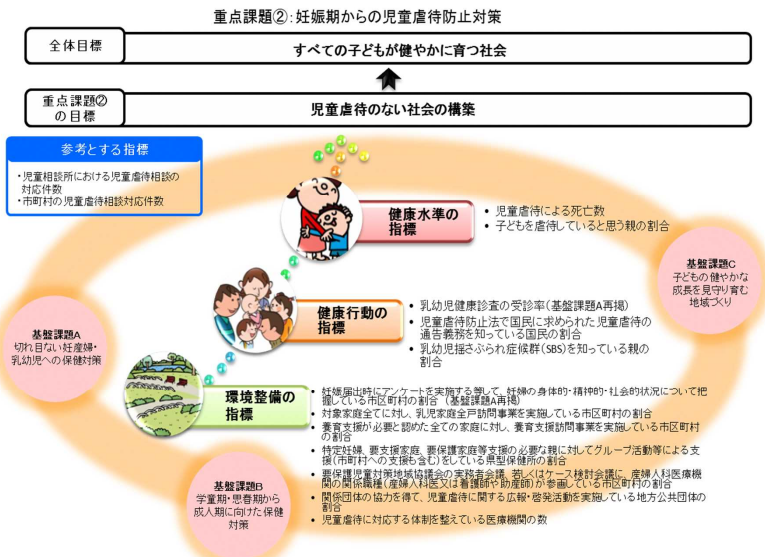 重点課題②:妊娠期からの児童虐待防止対策
全体目標
すべての子どもが健やかに育つ社会
重点課題②
の目標
児童虐待のない社会の構築
参考とする指標
・児童相談所における児童虐待相談の
対応件数
・市町村の児童虐待相談対応件数
健康水準の
指標
• 児童虐待による死亡数
• 子どもを虐待していると思う親の割合
基盤課題C
子どもの健やかな
成長を見守り育む
地域づくり
健康行動の
指標
• 乳幼児健康診査の受診率(基盤課題A再掲)
• 児童虐待防止法で国民に求められた児童虐待の
通告義務を知っている国民の割合
• 乳幼児揺さぶられ症候群(SBS)を知っている親の
割合
基盤課題A
切れ目ない妊産婦・
乳幼児への保健対策
環境整備の
指標
• 妊娠届出時にアンケートを実施する等して、妊婦の身体的・精神的・社会的状況について把
握している市区町村の割合 (基盤課題A再掲)
• 対象家庭全てに対し、乳児家庭全戸訪問事業を実施している市区町村の割合
• 養育支援が必要と認めた全ての家庭に対し、養育支援訪問事業を実施している市区町村
の割合
• 特定妊婦、要支援家庭、要保護家庭等支援の必要な親に対してグループ活動等による支
援(市町村への支援も含む)をしている県型保健所の割合
• 要保護児童対策地域協議会の実務者会議、若しくはケース検討会議に、産婦人科医療機
関の関係職種(産婦人科医又は看護師や助産師)が参画している市区町村の割合
• 関係団体の協力を得て、児童虐待に関する広報・啓発活動を実施している地方公共団体の
割合
• 児童虐待に対応する体制を整えている医療機関の数
基盤課題B
学童期・思春期から
成人期に向けた保健
対策